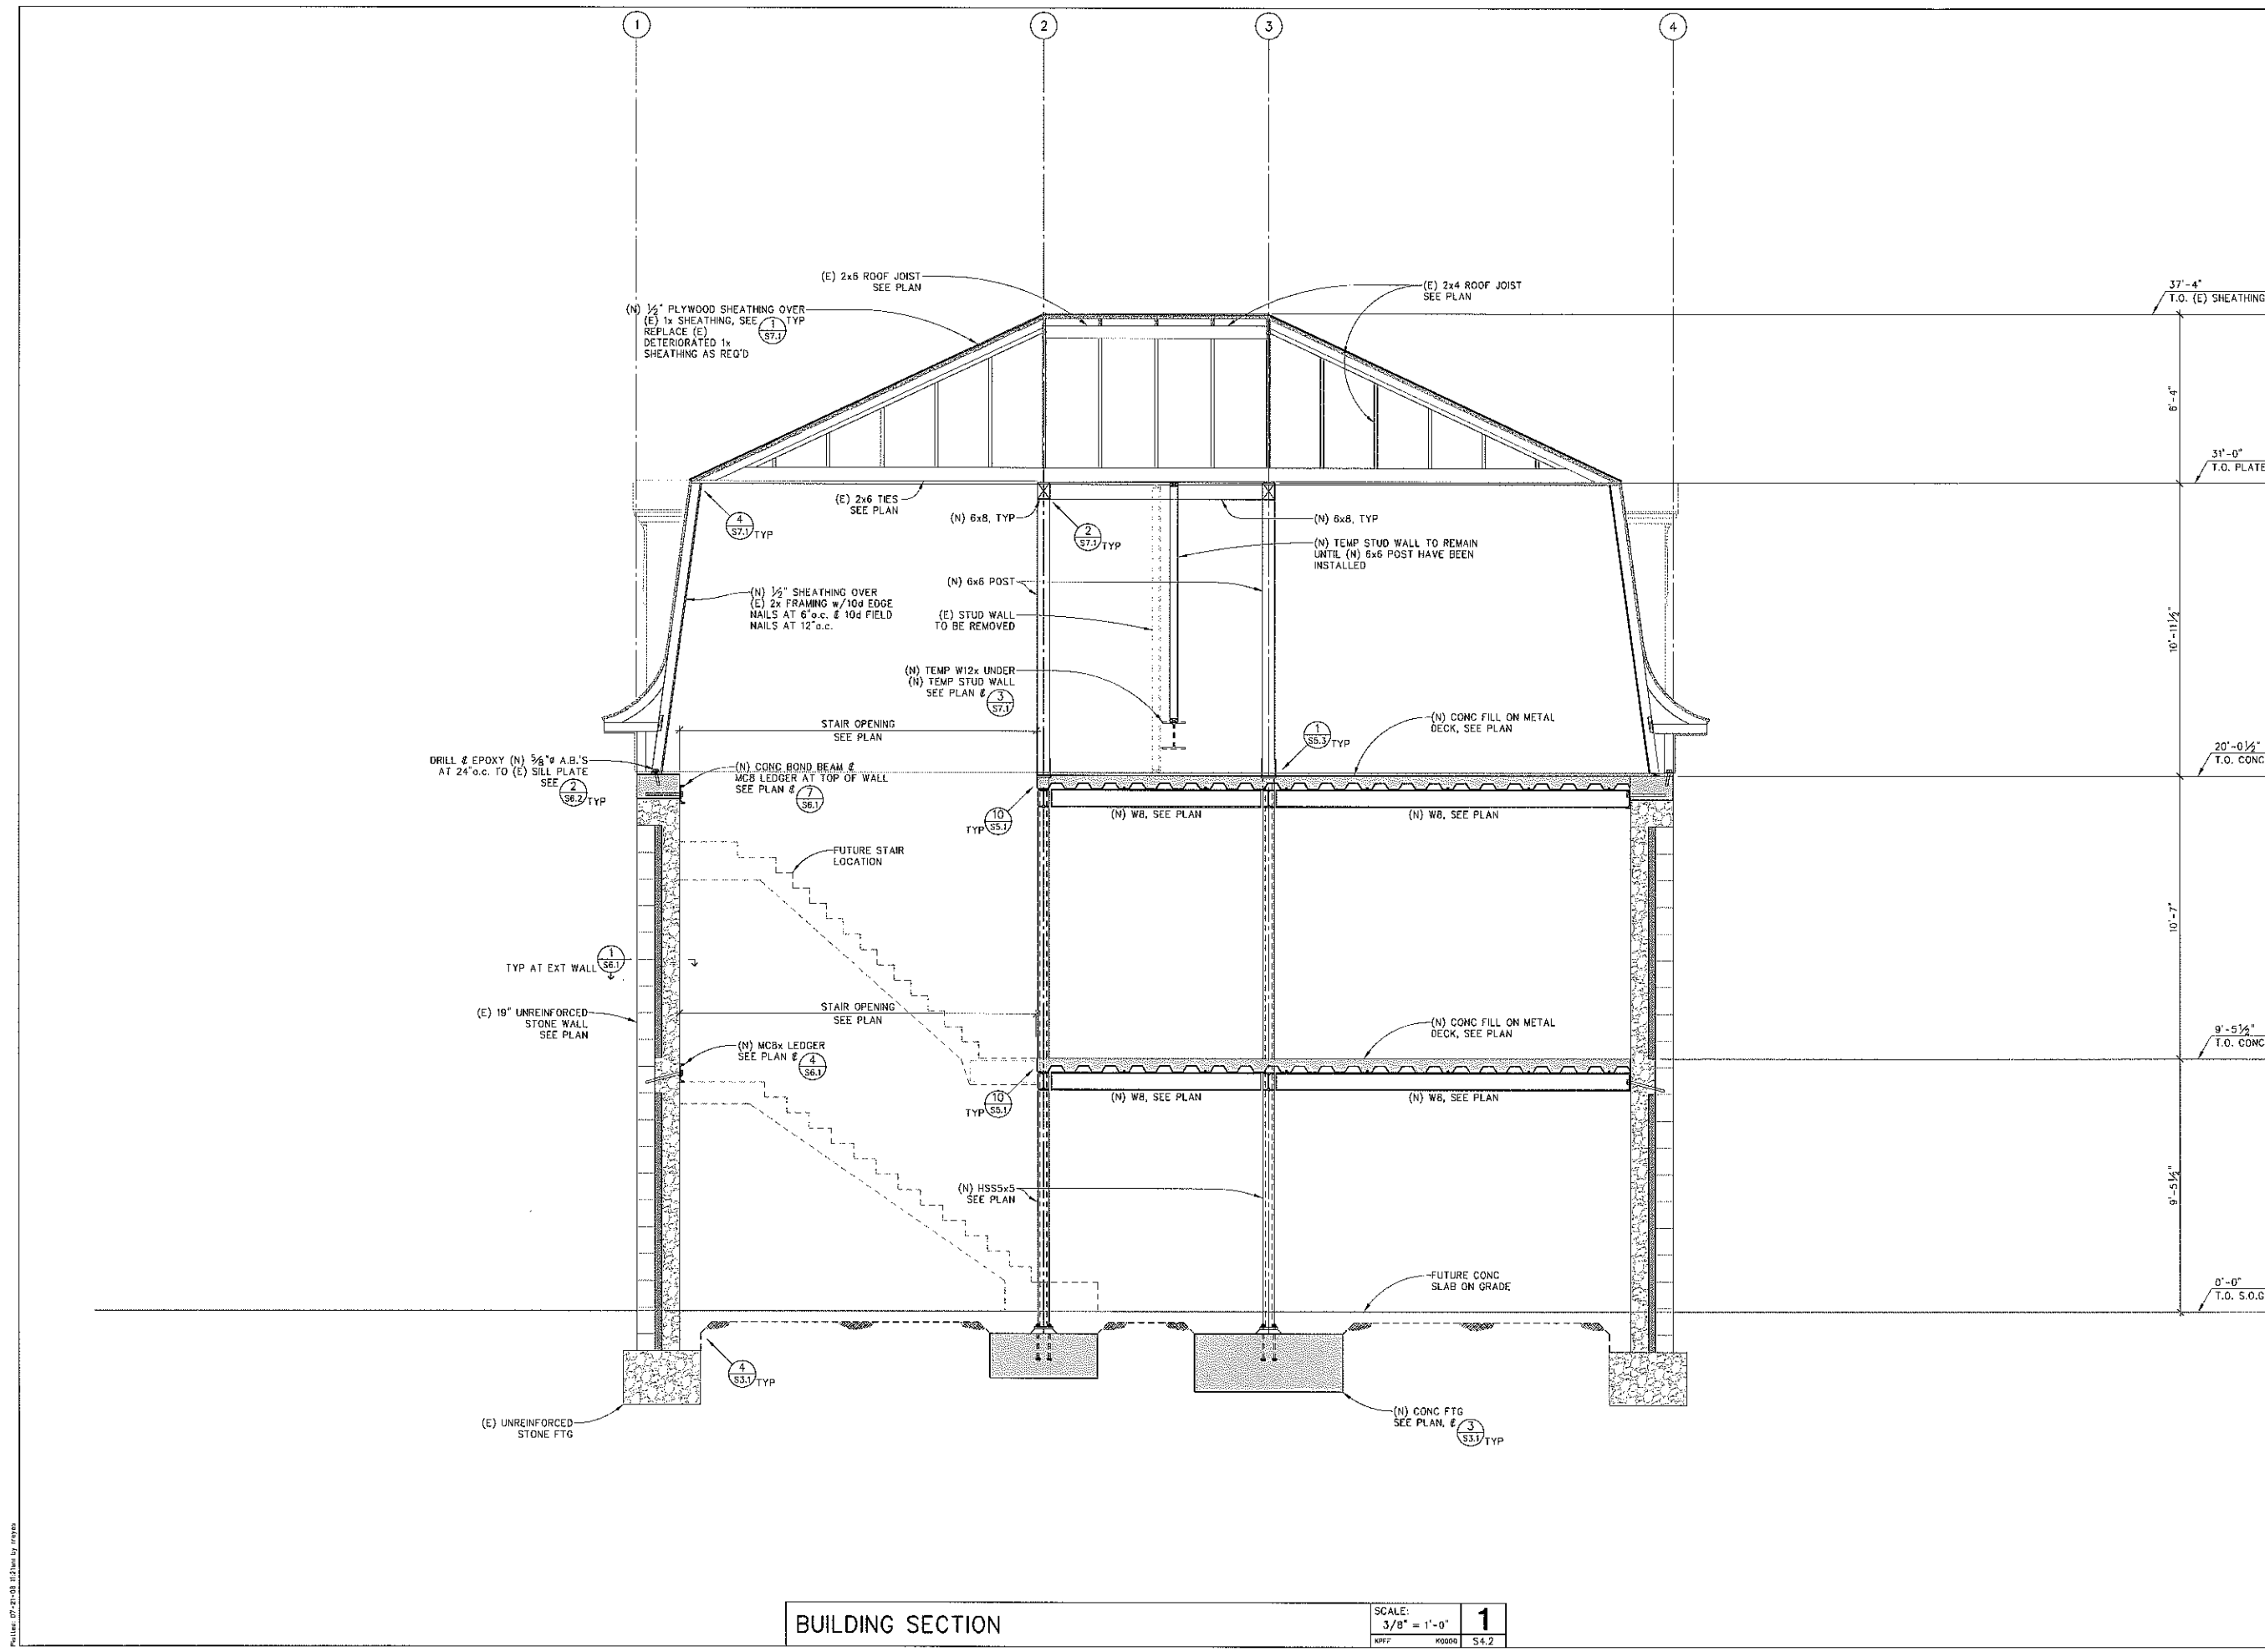 1
2
3
4
(E) 2x6 ROOF JOIST
SEE PLAN
(E) 2x4 ROOF JOIST
SEE PLAN
(N) ½" PLYWOOD SHEATHING OVER
(E) 1x SHEATHING, SEE 1 S7.1 TYP
REPLACE (E)
DETERIORATED 1x
SHEATHING AS REQ'D
37'-4"
T.O. (E) SHEATHING
6'-4"
31'-0"
T.O. PLATE
(E) 2x6 TIES
SEE PLAN
4 S7.1 TYP
(N) 6x8, TYP
2 S7.1 TYP
(N) 6x8, TYP
(N) TEMP STUD WALL TO REMAIN
UNTIL (N) 6x6 POST HAVE BEEN
INSTALLED
(N) 6x6 POST
(N) ½" SHEATHING OVER
(E) 2x FRAMING w/10d EDGE
NAILS AT 6"o.c. & 10d FIELD
NAILS AT 12"o.c.
(E) STUD WALL
TO BE REMOVED
10'-11½"
(N) TEMP W12x UNDER
(N) TEMP STUD WALL
SEE PLAN & 3 S7.1
STAIR OPENING
SEE PLAN
1 S5.3 TYP
(N) CONC FILL ON METAL
DECK, SEE PLAN
20'-0½"
T.O. CONC
DRILL & EPOXY (N) ⅝"ø A.B.'S
AT 24"o.c. TO (E) SILL PLATE
SEE 2 S6.2 TYP
(N) CONC BOND BEAM &
MC8 LEDGER AT TOP OF WALL
SEE PLAN & 7 S6.1
TYP 10 S5.1
(N) W8, SEE PLAN
(N) W8, SEE PLAN
FUTURE STAIR
LOCATION
10'-7"
TYP AT EXT WALL 1 S6.1
(E) 19" UNREINFORCED
STONE WALL
SEE PLAN
STAIR OPENING
SEE PLAN
(N) CONC FILL ON METAL
DECK, SEE PLAN
9'-5½"
T.O. CONC
(N) MC8x LEDGER
SEE PLAN & 4 S6.1
TYP 10 S5.1
(N) W8, SEE PLAN
(N) W8, SEE PLAN
(N) HSS5x5
SEE PLAN
9'-5½"
FUTURE CONC
SLAB ON GRADE
0'-0"
T.O. S.O.G
4 S3.1 TYP
(E) UNREINFORCED
STONE FTG
(N) CONC FTG
SEE PLAN, & 3 S3.1 TYP
BUILDING SECTION
SCALE:
3/8" = 1'-0"
KPFF
1
S4.2